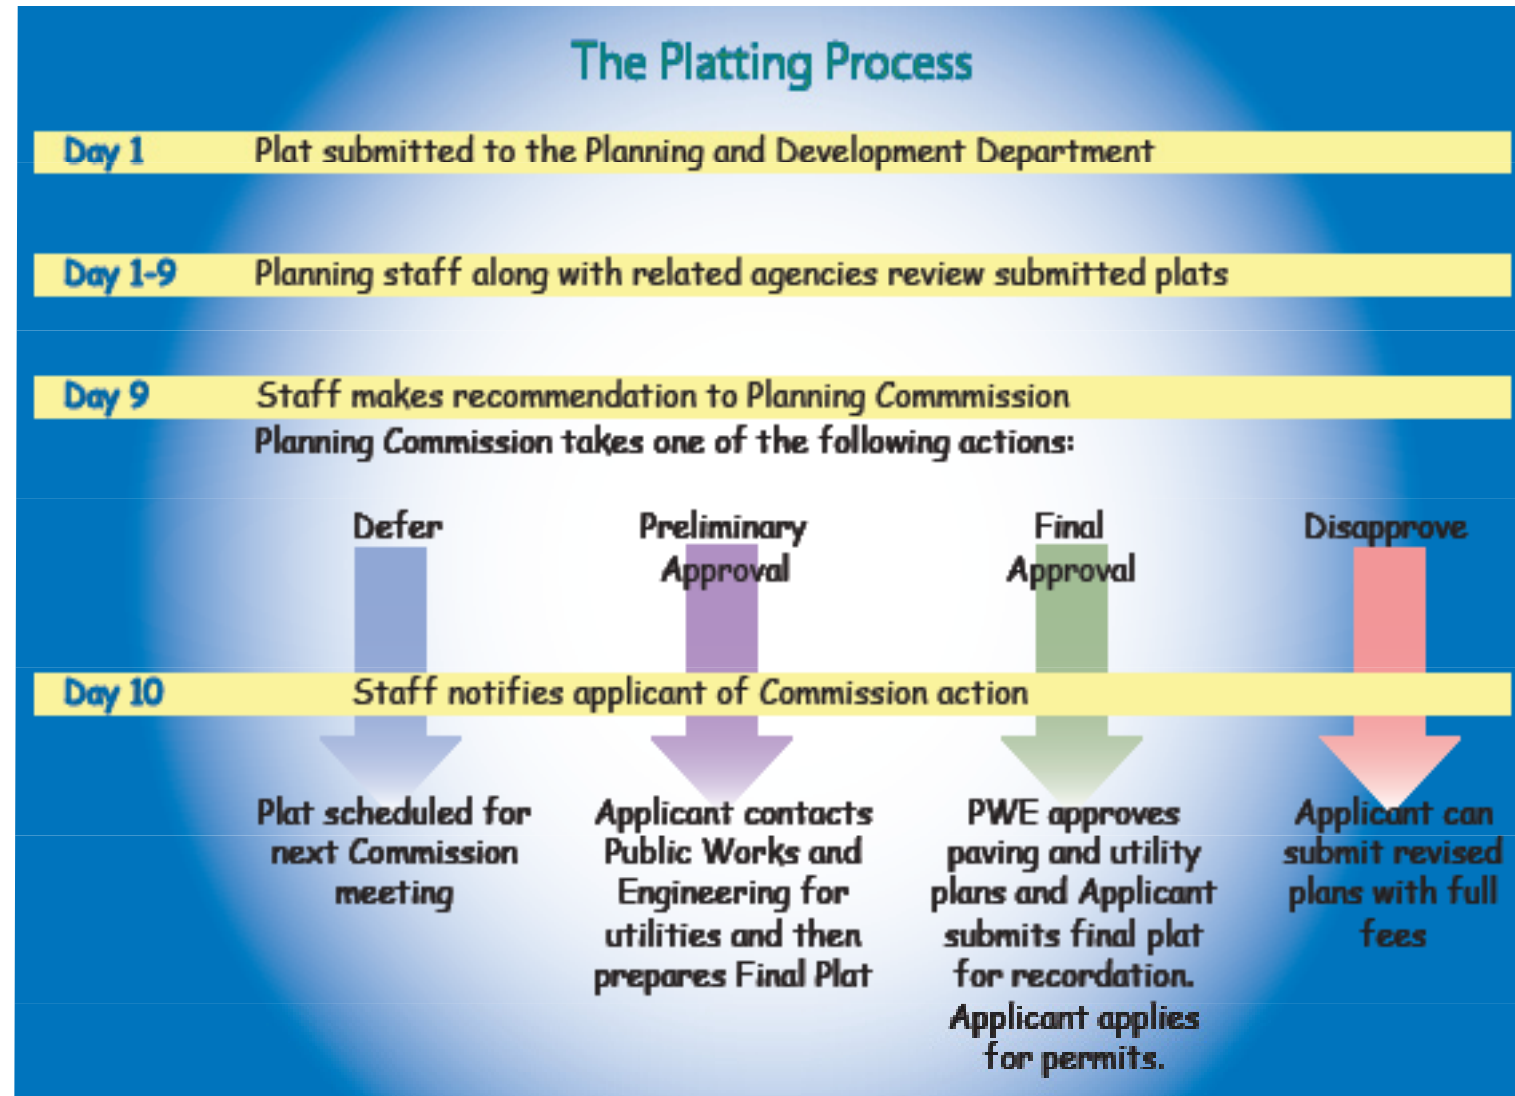 The Platting Process
Day 1 Plat submitted to the Planning and Development Department
Day 1-9 Planning staff along with related agencies review submitted plats
Day 9 Staff makes recommendation to Planning Commmission
Planning Commission takes one of the following actions:
Defer
Preliminary
Approval
Final
Approval
Disapprove
Day 10 Staff notifies applicant of Commission action
Plat scheduled for
next Commission
meeting
Applicant contacts
Public Works and
Engineering for
utilities and then
prepares Final Plat
PWE approves
paving and utility
plans and Applicant
submits final plat
for recordation.
Applicant applies
for permits.
Applicant can
submit revised
plans with full
fees